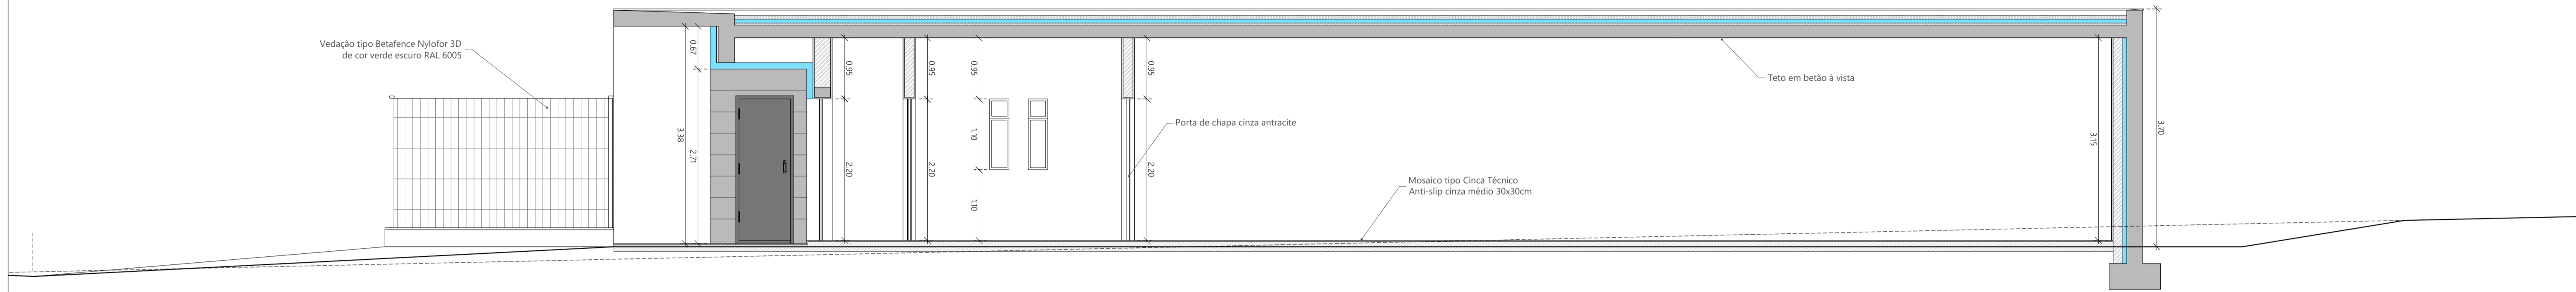 Vedação tipo Betafence Nylofor 3D
de cor verde escuro RAL 6005
3.38
0.67
2.71
0.95
2.20
0.95
2.20
0.95
1.10
1.10
0.95
2.20
Porta de chapa cinza antracite
Mosaico tipo Cinca Técnico
Anti-slip cinza médio 30x30cm
Teto em betão à vista
3.15
3.70